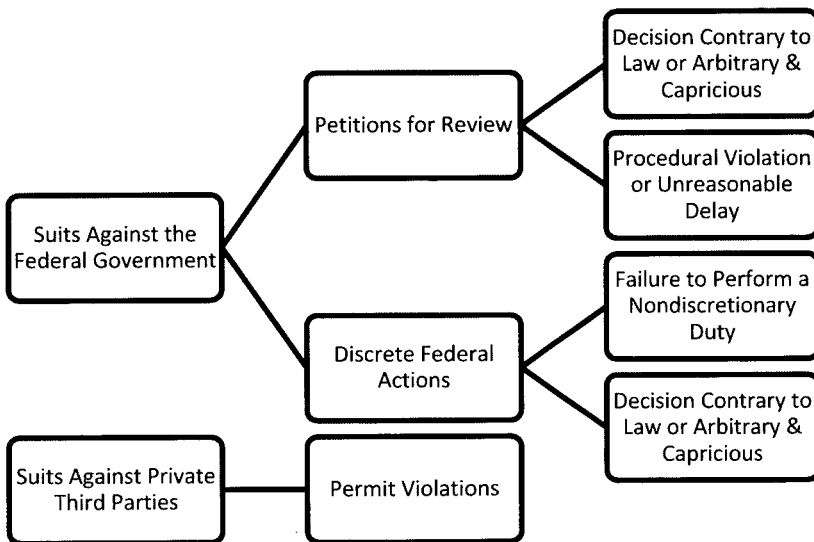 Decision Contrary to
Law or Arbitrary &
Capricious
Petitions for Review
Procedural Violation
or Unreasonable
Delay
Suits Against the
Federal Government
Failure to Perform a
Nondiscretionary
Duty
Discrete Federal
Actions
Decision Contrary to
Law or Arbitrary &
Capricious
Suits Against Private
Third Parties
Permit Violations